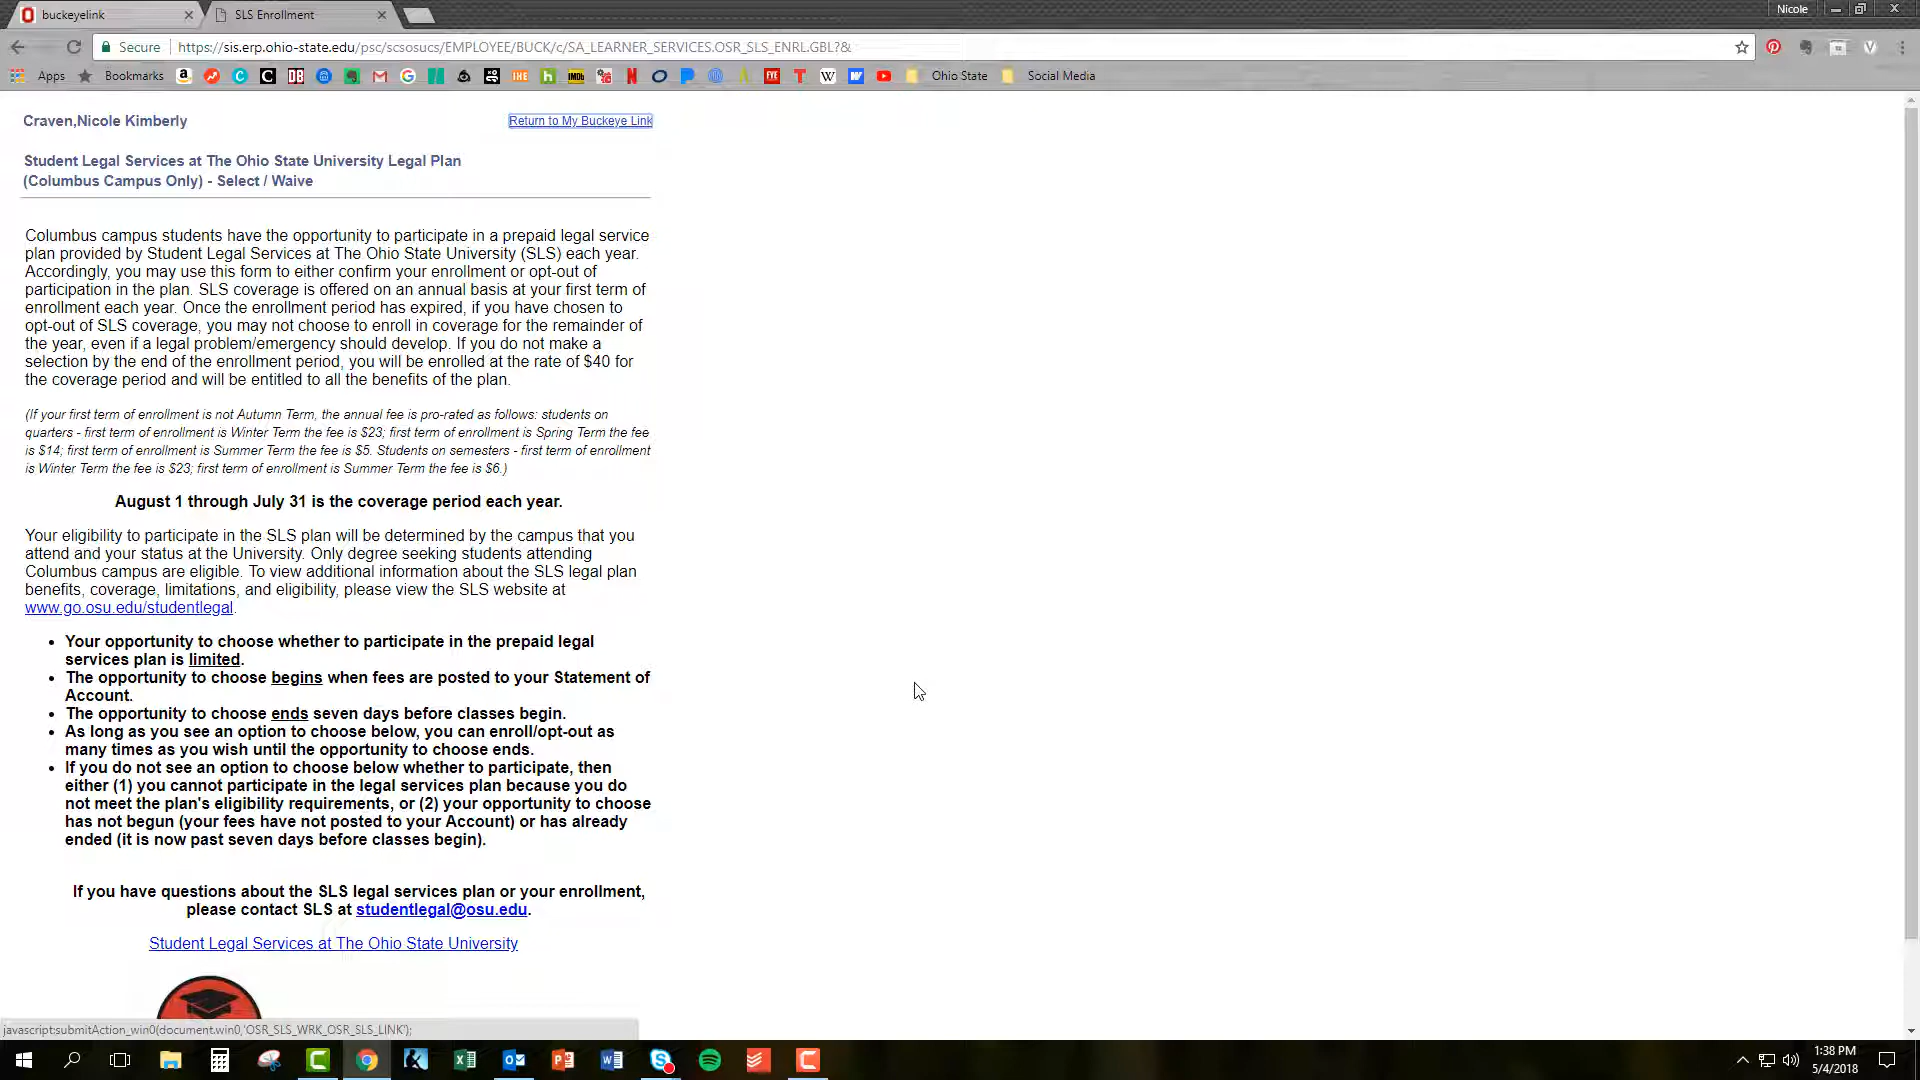 buckeyelink
SLS Enrollment
Nicole
Secure
https://sis.erp.ohio-state.edu/psc/scsosucs/EMPLOYEE/BUCK/c/SA_LEARNER_SERVICES.OSR_SLS_ENRL.GBL?&
Apps Bookmarks Ohio State Social Media
Craven,Nicole Kimberly
Return to My Buckeye Link
Student Legal Services at The Ohio State University Legal Plan
(Columbus Campus Only) - Select / Waive
Columbus campus students have the opportunity to participate in a prepaid legal service
plan provided by Student Legal Services at The Ohio State University (SLS) each year.
Accordingly, you may use this form to either confirm your enrollment or opt-out of
participation in the plan. SLS coverage is offered on an annual basis at your first term of
enrollment each year. Once the enrollment period has expired, if you have chosen to
opt-out of SLS coverage, you may not choose to enroll in coverage for the remainder of
the year, even if a legal problem/emergency should develop. If you do not make a
selection by the end of the enrollment period, you will be enrolled at the rate of $40 for
the coverage period and will be entitled to all the benefits of the plan.
(If your first term of enrollment is not Autumn Term, the annual fee is pro-rated as follows: students on
quarters - first term of enrollment is Winter Term the fee is $23; first term of enrollment is Spring Term the fee
is $14; first term of enrollment is Summer Term the fee is $5. Students on semesters - first term of enrollment
is Winter Term the fee is $23; first term of enrollment is Summer Term the fee is $6.)
August 1 through July 31 is the coverage period each year.
Your eligibility to participate in the SLS plan will be determined by the campus that you
attend and your status at the University. Only degree seeking students attending
Columbus campus are eligible. To view additional information about the SLS legal plan
benefits, coverage, limitations, and eligibility, please view the SLS website at
www.go.osu.edu/studentlegal.
• Your opportunity to choose whether to participate in the prepaid legal
services plan is limited.
• The opportunity to choose begins when fees are posted to your Statement of
Account.
• The opportunity to choose ends seven days before classes begin.
• As long as you see an option to choose below, you can enroll/opt-out as
many times as you wish until the opportunity to choose ends.
• If you do not see an option to choose below whether to participate, then
either (1) you cannot participate in the legal services plan because you do
not meet the plan's eligibility requirements, or (2) your opportunity to choose
has not begun (your fees have not posted to your Account) or has already
ended (it is now past seven days before classes begin).
If you have questions about the SLS legal services plan or your enrollment,
please contact SLS at studentlegal@osu.edu.
Student Legal Services at The Ohio State University
javascript:submitAction_win0(document.win0,'OSR_SLS_WRK_OSR_SLS_LINK');
1:38 PM
5/4/2018